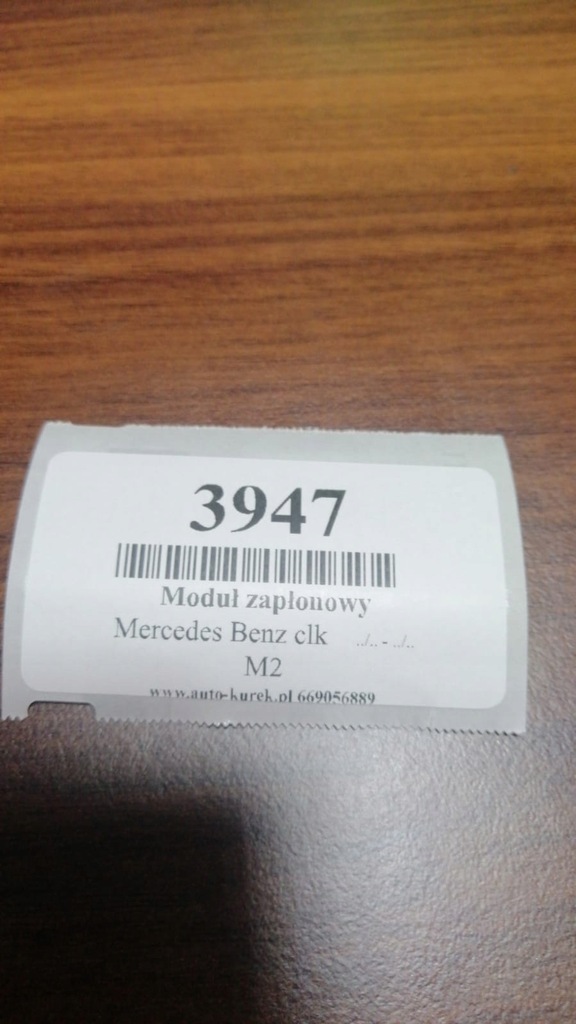 3947
Moduł zapłonowy
Mercedes Benz clk ../.. - ../..
M2
www.auto-kurek.pl 669056889